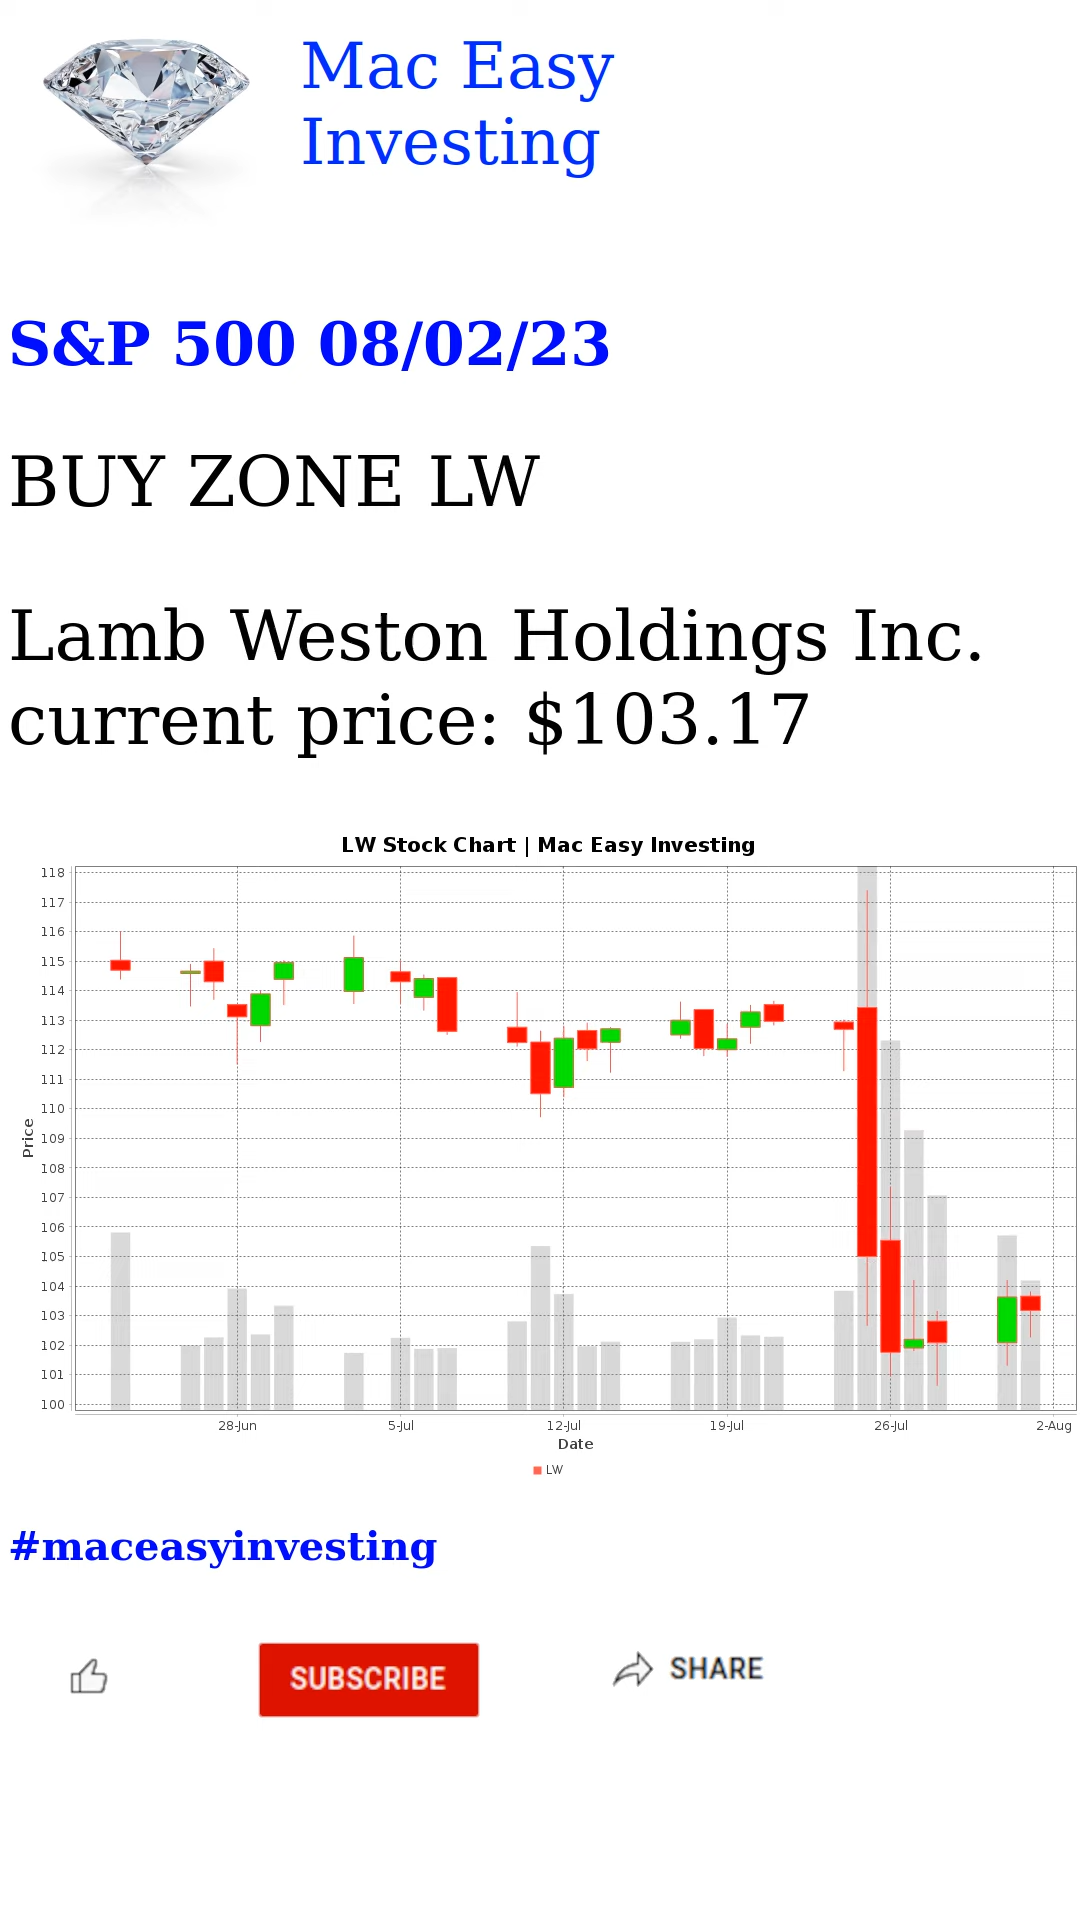 Mac Easy
Investing
S&P 500 08/02/23
BUY ZONE LW
Lamb Weston Holdings Inc.
current price: $103.17
LW Stock Chart | Mac Easy Investing
118
117
116
115
114
113
112
111
110
109
108
107
106
105
104
103
102
101
100
Price
28-Jun 5-Jul 12-Jul 19-Jul 26-Jul 2-Aug
Date
LW
#maceasyinvesting
SUBSCRIBE
SHARE